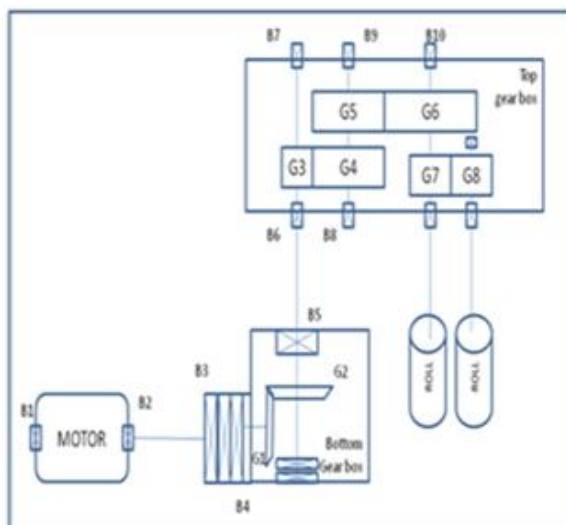 B7
B9
B10
Top
gear box
G5
G6
G3
G4
G7
G8
B6
B8
B5
B3
G2
B1
B2
MOTOR
G1
Bottom
Gear box
B4
ROLL
ROLL